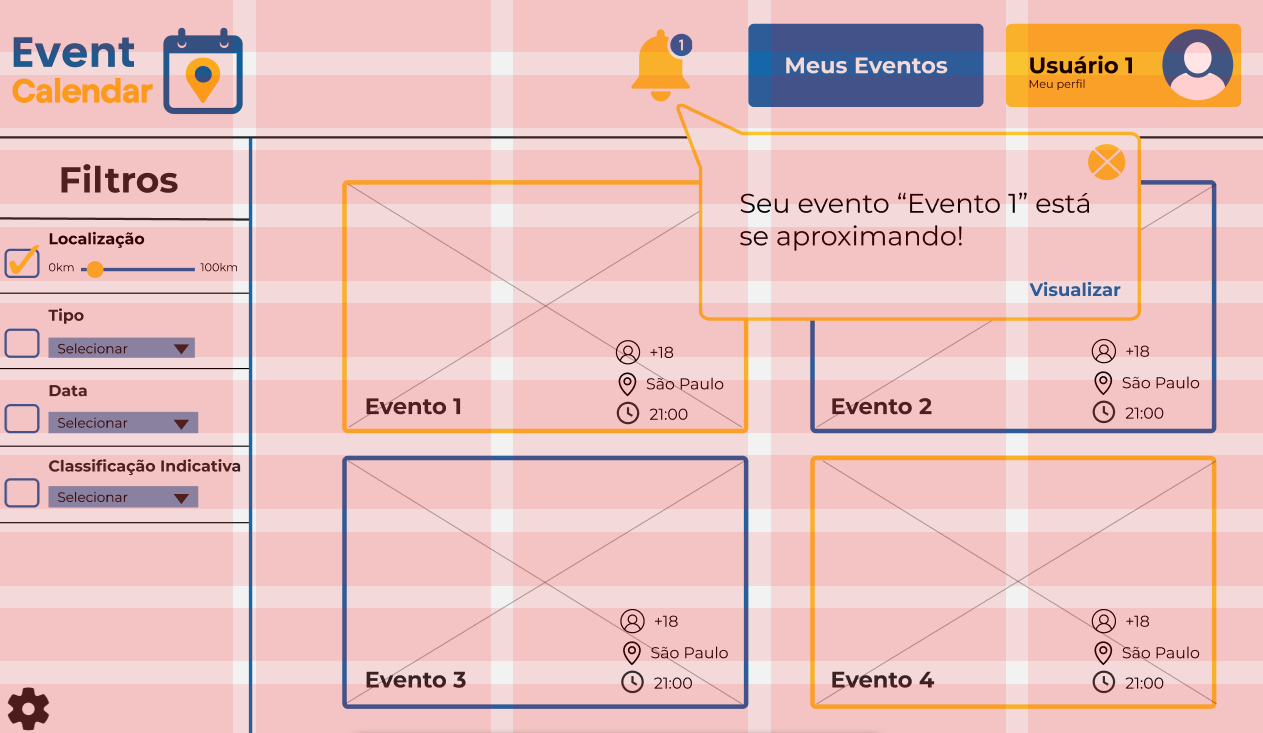 Event
Calendar
1
Meus Eventos
Usuário 1
Meu perfil
Filtros
Localização
0km 100km
Tipo
Selecionar
Data
Selecionar
Classificação Indicativa
Selecionar
Seu evento “Evento 1” está
se aproximando!
Visualizar
+18
São Paulo
Evento 1
21:00
+18
São Paulo
Evento 2
21:00
+18
São Paulo
Evento 3
21:00
+18
São Paulo
Evento 4
21:00